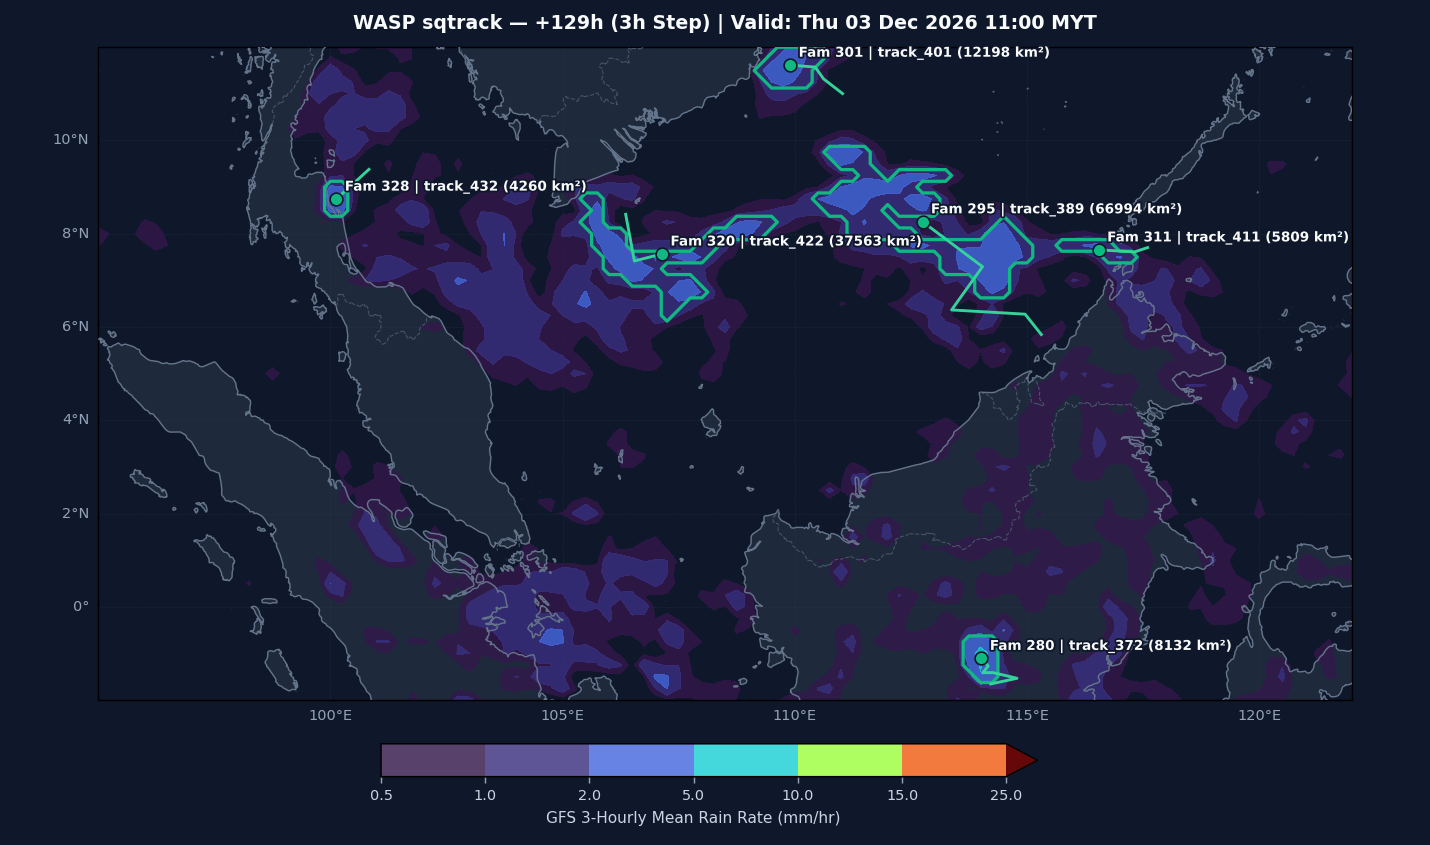 WASP sqtrack — +129h (3h Step) | Valid: Thu 03 Dec 2026 11:00 MYT
Fam 301 | track_401 (12198 km²)
10°N
Fam 328 | track_432 (4260 km²)
Fam 295 | track_389 (66994 km²)
8°N
Fam 320 | track_422 (37563 km²)
Fam 311 | track_411 (5809 km²)
6°N
4°N
2°N
0°
Fam 280 | track_372 (8132 km²)
100°E 105°E 110°E 115°E 120°E
0.5 1.0 2.0 5.0 10.0 15.0 25.0
GFS 3-Hourly Mean Rain Rate (mm/hr)